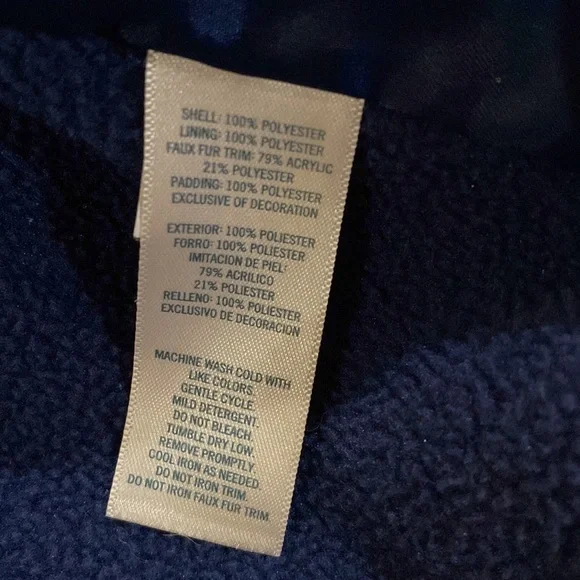 SHELL: 100% POLYESTER
LINING: 100% POLYESTER
FAUX FUR TRIM: 79% ACRYLIC
21% POLYESTER
PADDING: 100% POLYESTER
EXCLUSIVE OF DECORATION
EXTERIOR: 100% POLIESTER
FORRO: 100% POLIESTER
IMITACION DE PIEL:
79% ACRILICO
21% POLIESTER
RELLENO: 100% POLIESTER
EXCLUSIVO DE DECORACION
MACHINE WASH COLD WITH
LIKE COLORS.
GENTLE CYCLE.
MILD DETERGENT.
DO NOT BLEACH.
TUMBLE DRY LOW.
REMOVE PROMPTLY.
COOL IRON AS NEEDED.
DO NOT IRON TRIM.
DO NOT IRON FAUX FUR TRIM